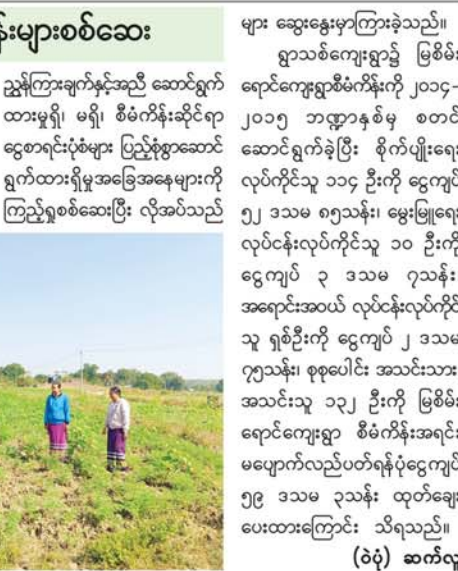 န်းများစစ်ဆေး
ညွှန်ကြားချက်နှင့်အညီ ဆောင်ရွက်
ထားမှုရှိ၊ မရှိ၊ စီမံကိန်းဆိုင်ရာ
ငွေစာရင်းပုံစံများ ပြည့်စုံစွာဆောင်
ရွက်ထားရှိမှုအခြေအနေများကို
ကြည့်ရှုစစ်ဆေးပြီး လိုအပ်သည်
များ ဆွေးနွေးမှာကြားခဲ့သည်။
ရွာသစ်ကျေးရွာ၌ မြစိမ်း
ရောင်ကျေးရွာစီမံကိန်းကို ၂၀၁၄-
၂၀၁၅ ဘဏ္ဍာနှစ်မှ စတင်
ဆောင်ရွက်ခဲ့ပြီး စိုက်ပျိုးရေး
လုပ်ကိုင်သူ ၁၁၄ ဦးကို ငွေကျပ်
၅၂ ဒသမ ၈၅သန်း၊ မွေးမြူရေး
လုပ်ငန်းလုပ်ကိုင်သူ ၁၀ ဦးကို
ငွေကျပ် ၃ ဒသမ ၇သန်း၊
အရောင်းအဝယ် လုပ်ငန်းလုပ်ကိုင်
သူ ရှစ်ဦးကို ငွေကျပ် ၂ ဒသမ
၇၅သန်း၊ စုစုပေါင်း အသင်းသား၊
အသင်းသူ ၁၃၂ ဦးကို မြစိမ်း
ရောင်ကျေးရွာ စီမံကိန်းအရင်း
မပျောက်လည်ပတ်ရန်ပုံငွေကျပ်
၅၉ ဒသမ ၃သန်း ထုတ်ချေး
ပေးထားကြောင်း သိရသည်။
(ဝဲပုံ) ဆက်လူ